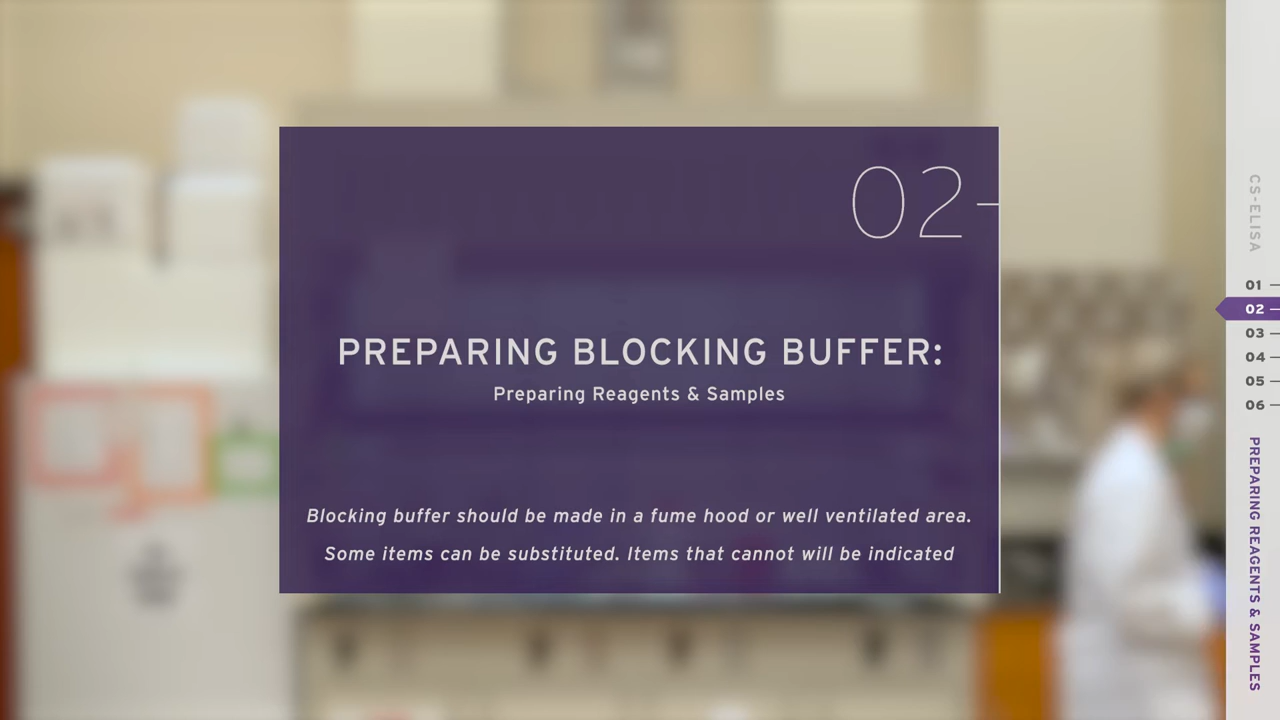 02-
PREPARING BLOCKING BUFFER:
Preparing Reagents & Samples
Blocking buffer should be made in a fume hood or well ventilated area.
Some items can be substituted. Items that cannot will be indicated
CS-ELISA
01
02
03
04
05
06
PREPARING REAGENTS & SAMPLES